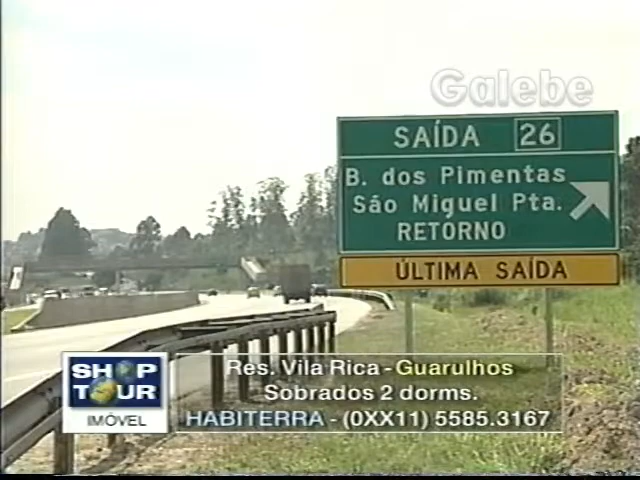 Galebe
SAÍDA 26
B. dos Pimentas
São Miguel Pta.
RETORNO
ÚLTIMA SAÍDA
SHOP
TOUR
IMÓVEL
Res. Vila Rica - Guarulhos
Sobrados 2 dorms.
HABITERRA - (0XX11) 5585.3167